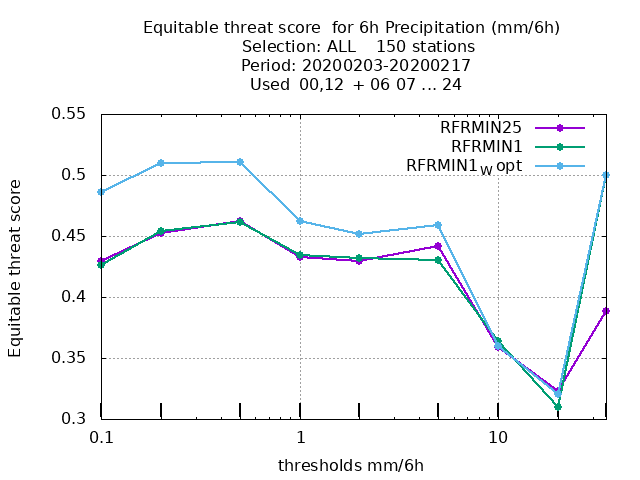 Equitable threat score  for 6h Precipitation (mm/6h)
Selection: ALL    150 stations
Period: 20200203-20200217
Used  00,12  + 06 07 ... 24
0.55
0.5
0.45
0.4
0.35
0.3
Equitable threat score
RFRMIN25
RFRMIN1
RFRMIN1w opt
0.1
1
10
thresholds mm/6h